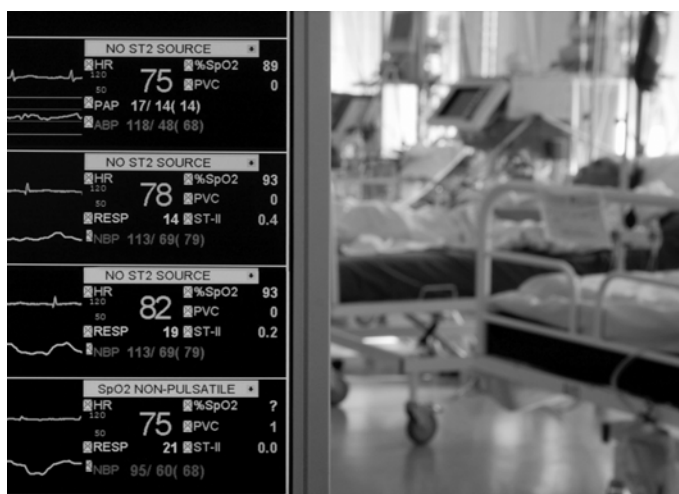 NO ST2 SOURCE
HR %SpO2 89
120
75
50
PVC 0
PAP 17/ 14( 14)
ABP 118/ 48( 68)
NO ST2 SOURCE
HR %SpO2 93
120
78
50
PVC 0
RESP 14 ST-II 0.4
NBP 113/ 69( 79)
NO ST2 SOURCE
HR %SpO2 93
120
82
50
PVC 0
RESP 19 ST-II 0.2
NBP 113/ 69( 79)
SpO2 NON-PULSATILE
HR %SpO2 ?
120
75
50
PVC 1
RESP 21 ST-II 0.0
NBP 95/ 60( 68)